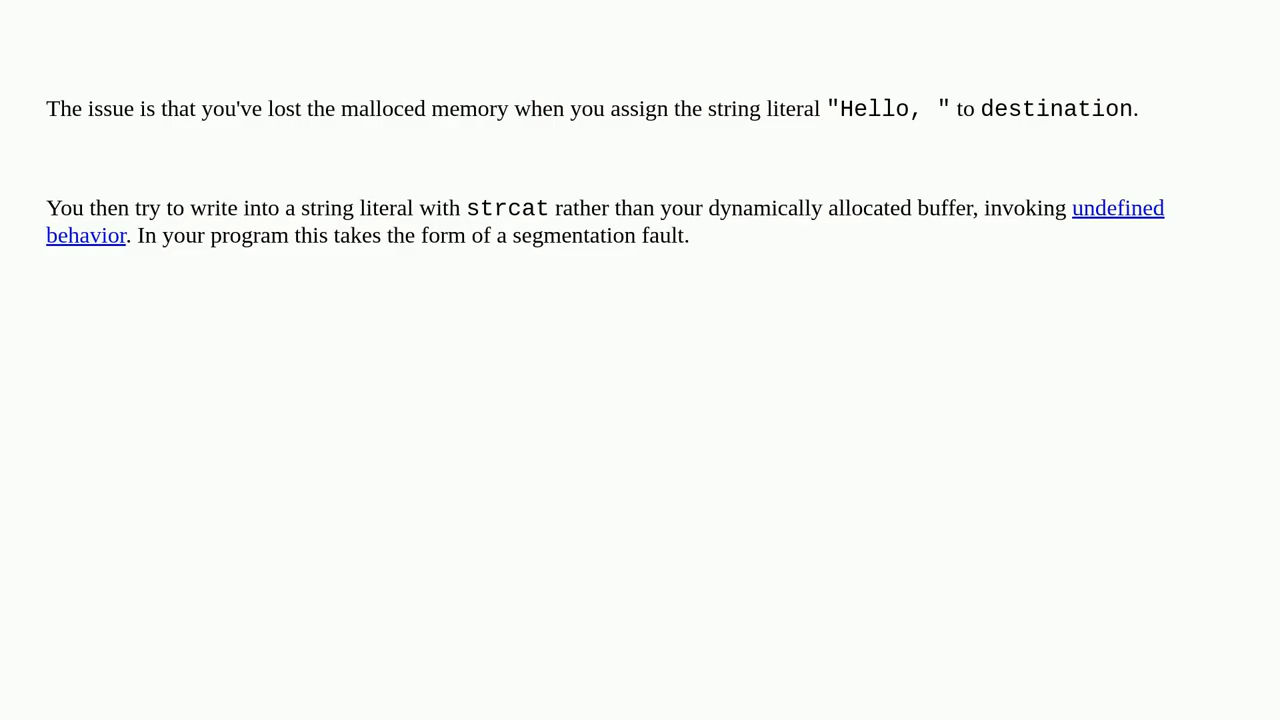 The issue is that you've lost the malloced memory when you assign the string literal "Hello, " to destination.
You then try to write into a string literal with strcat rather than your dynamically allocated buffer, invoking undefined
behavior. In your program this takes the form of a segmentation fault.